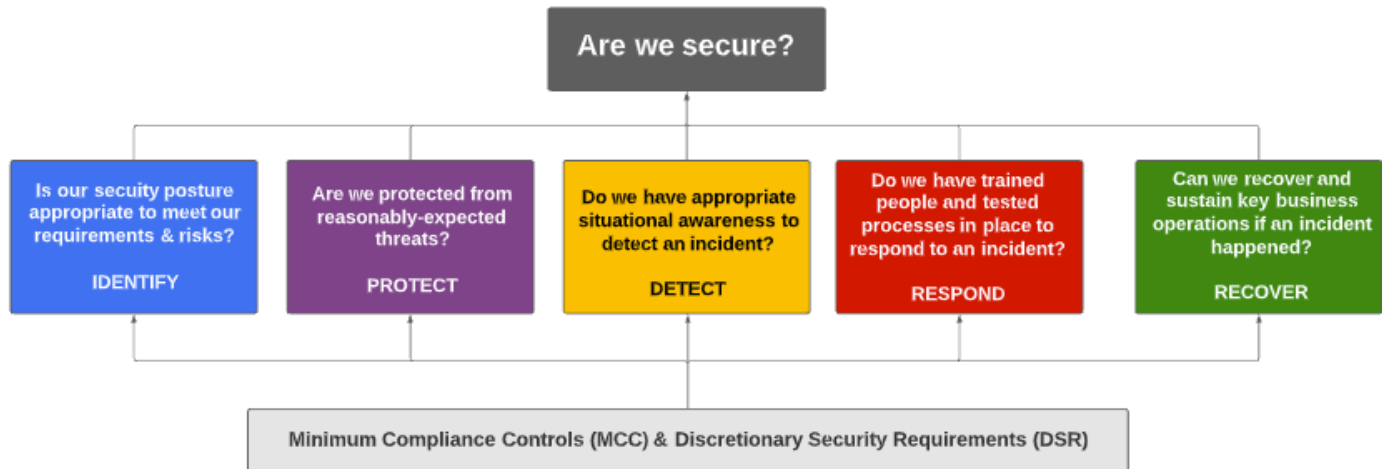 Are we secure?
Is our secuity posture
appropriate to meet our
requirements & risks?
IDENTIFY
Are we protected from
reasonably-expected
threats?
PROTECT
Do we have appropriate
situational awareness to
detect an incident?
DETECT
Do we have trained
people and tested
processes in place to
respond to an incident?
RESPOND
Can we recover and
sustain key business
operations if an incident
happened?
RECOVER
Minimum Compliance Controls (MCC) & Discretionary Security Requirements (DSR)